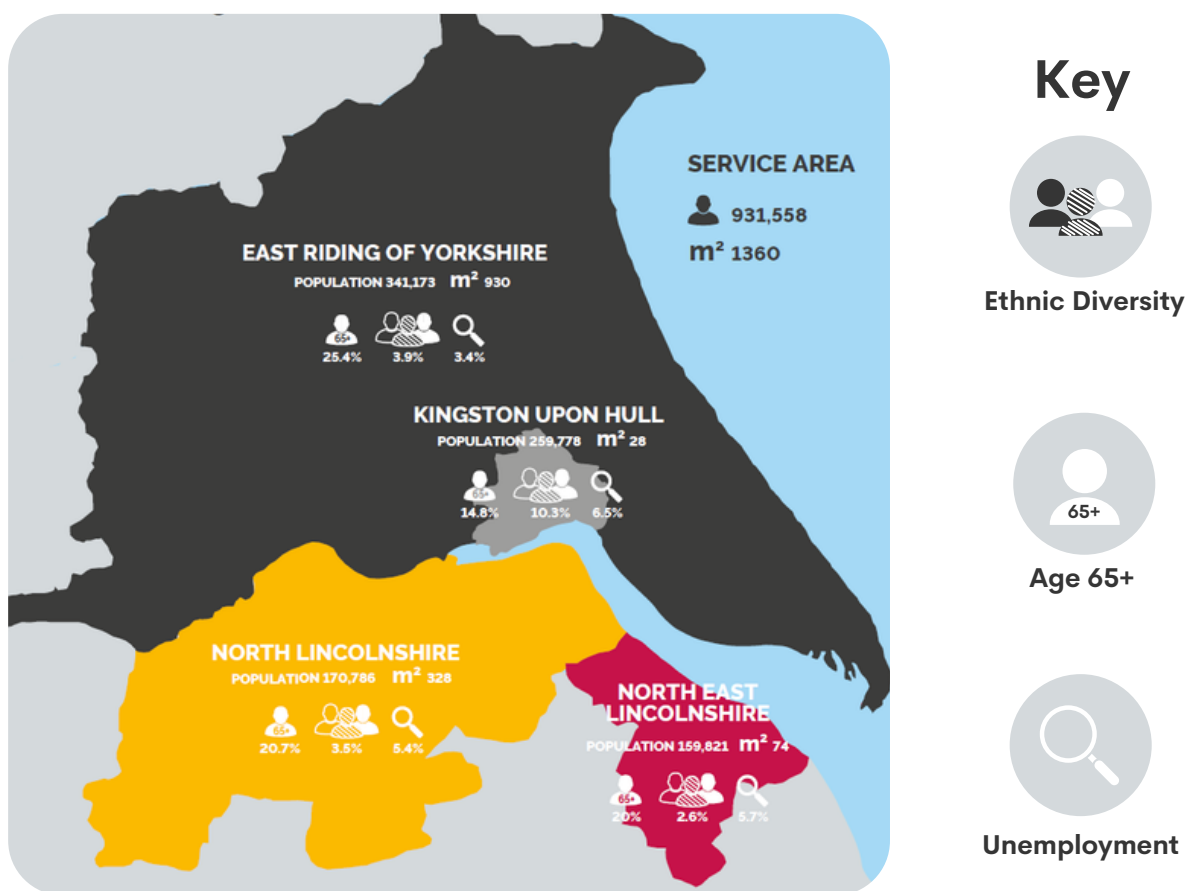 Key
SERVICE AREA
931,558
m² 1360
EAST RIDING OF YORKSHIRE
POPULATION 341,173 m² 930
65+
25.4% 3.9% 3.4%
KINGSTON UPON HULL
POPULATION 259,778 m² 28
65+
14.8% 10.3% 6.5%
NORTH LINCOLNSHIRE
POPULATION 170,786 m² 328
65+
20.7% 3.5% 5.4%
NORTH EAST
LINCOLNSHIRE
POPULATION 159,821 m² 74
65+
20% 2.6% 5.7%
Ethnic Diversity
65+
Age 65+
Unemployment